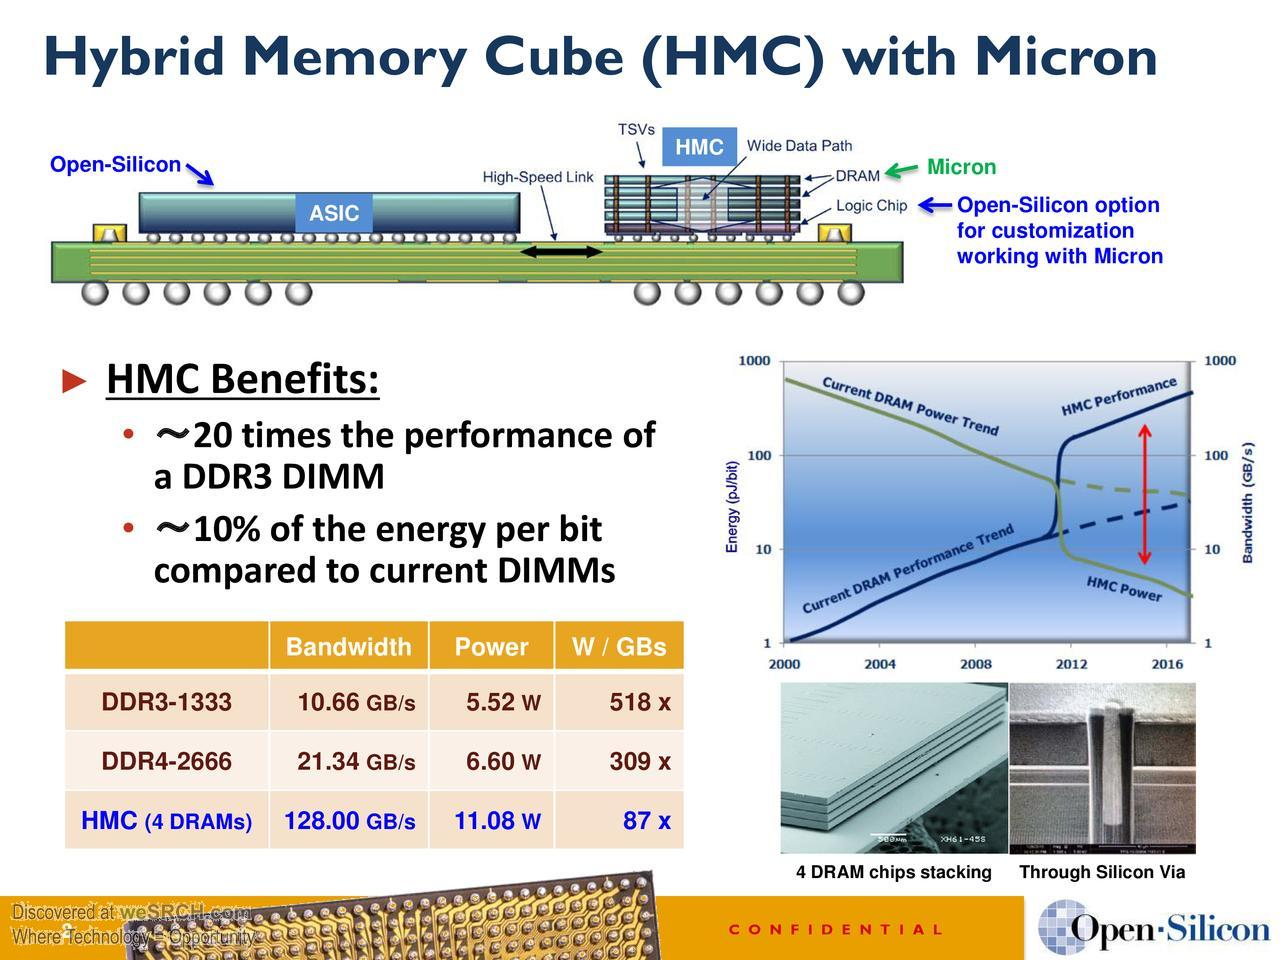 Hybrid Memory Cube (HMC) with Micron
Open-Silicon
ASIC
High-Speed Link
TSVs
HMC
Wide Data Path
DRAM
Micron
Logic Chip
Open-Silicon option
for customization
working with Micron
► HMC Benefits:
• ～20 times the performance of
a DDR3 DIMM
• ～10% of the energy per bit
compared to current DIMMs
Bandwidth Power W / GBs
DDR3-1333 10.66 GB/s 5.52 W 518 x
DDR4-2666 21.34 GB/s 6.60 W 309 x
HMC (4 DRAMs) 128.00 GB/s 11.08 W 87 x
1000
100
10
1
Energy (pJ/bit)
Current DRAM Power Trend
HMC Performance
Current DRAM Performance Trend
HMC Power
1000
100
10
1
Bandwidth (GB/s)
2000 2004 2008 2012 2016
500µm XH61-45S
4 DRAM chips stacking
Through Silicon Via
Discovered at weSRCH.com
Where Technology = Opportunity
CONFIDENTIAL
Open·Silicon